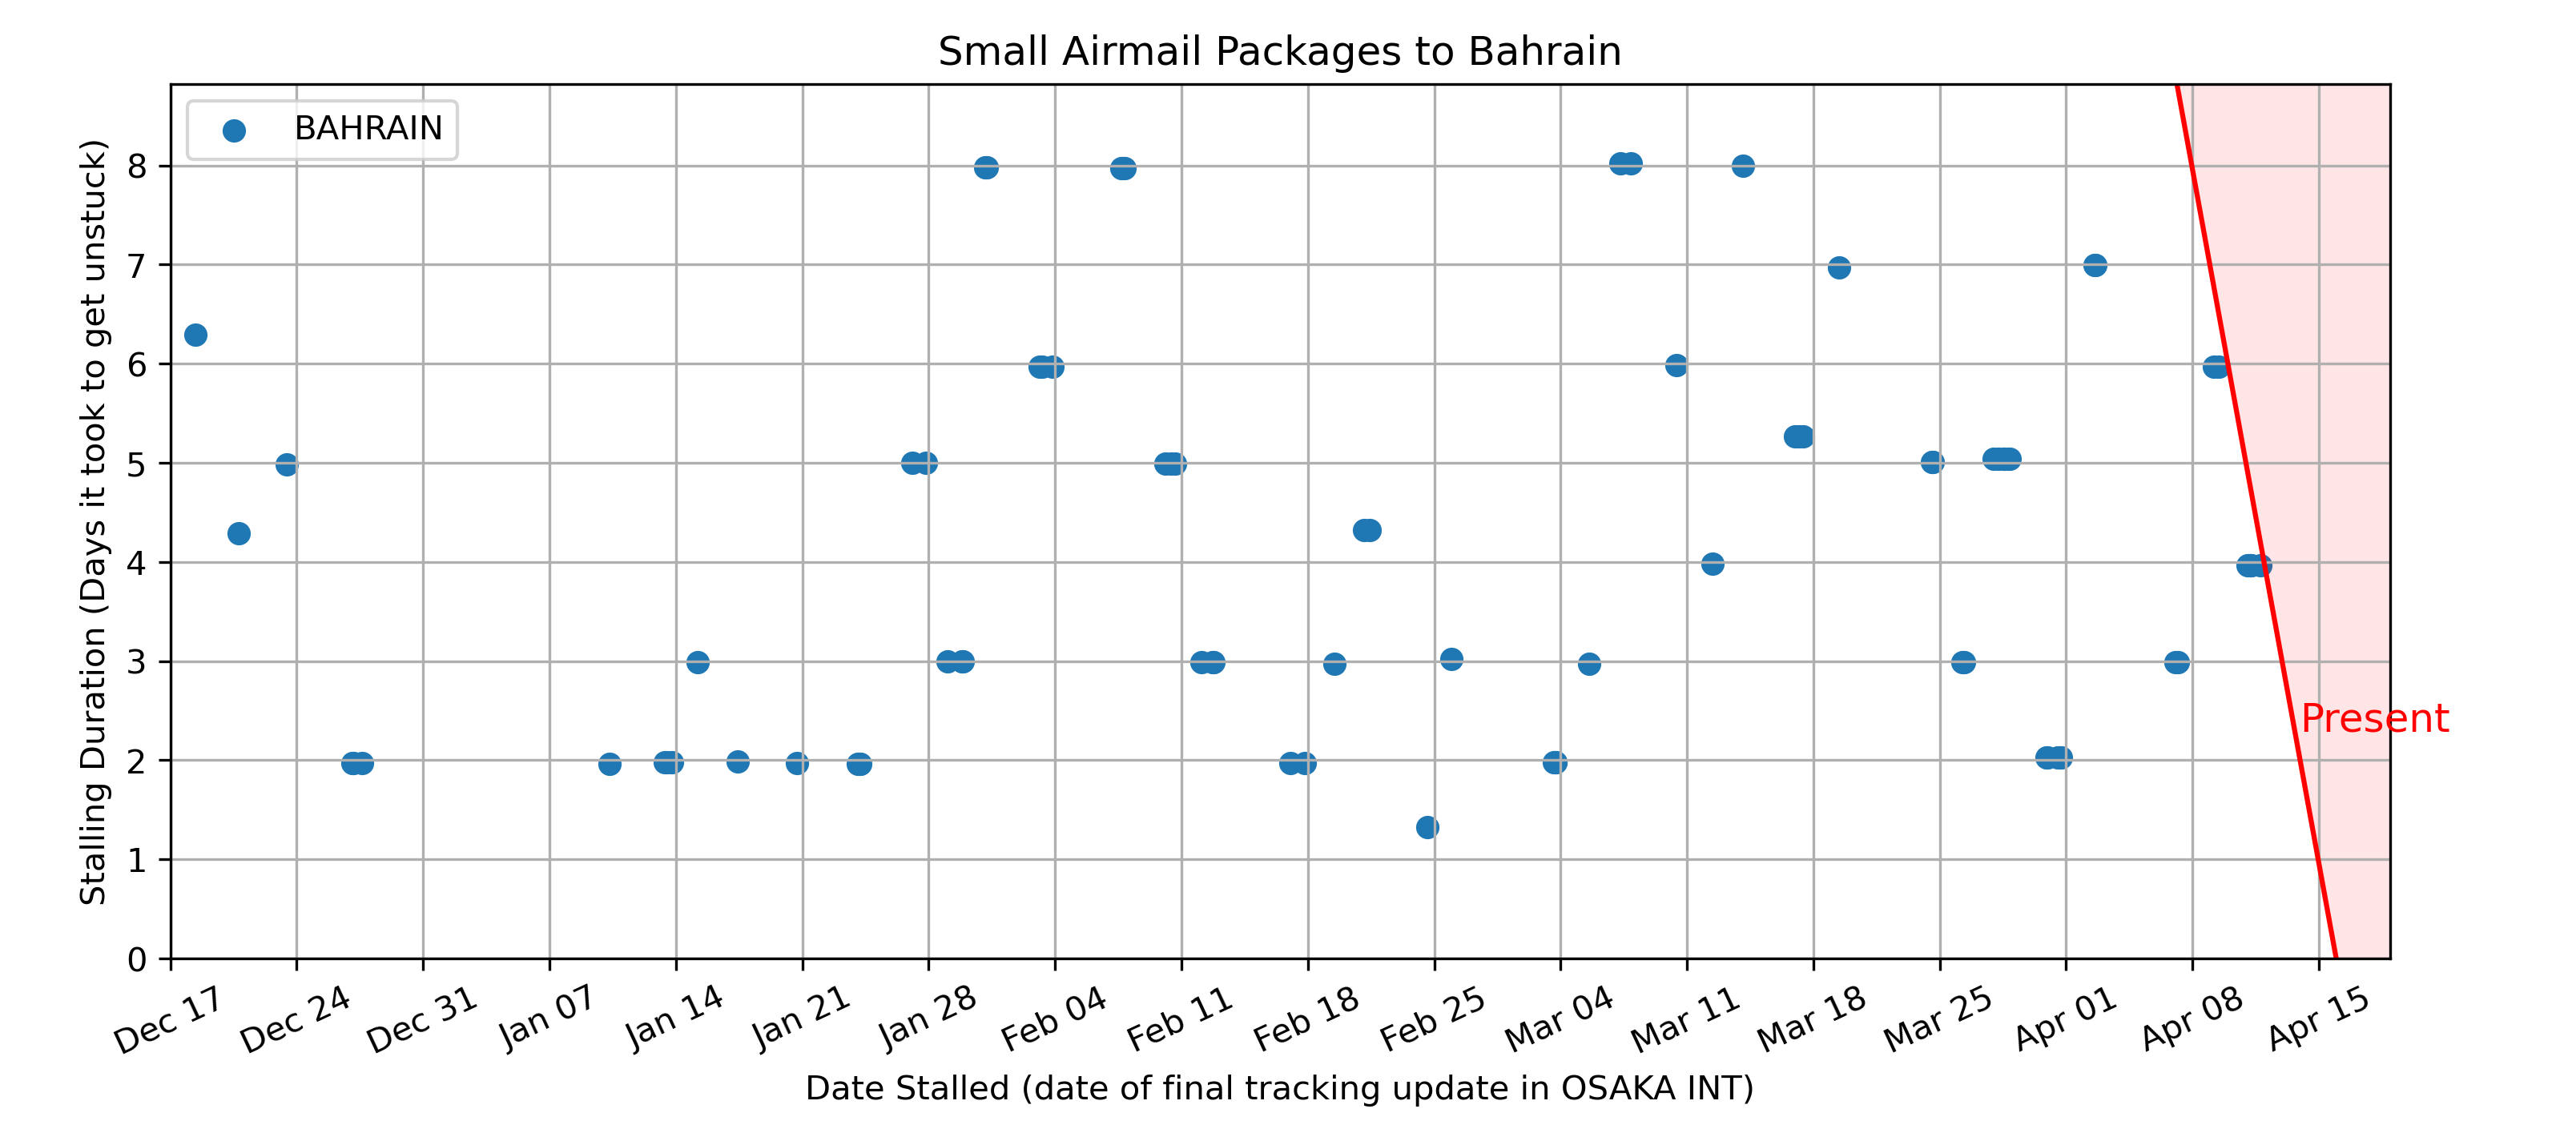 Small Airmail Packages to Bahrain
BAHRAIN
Stalling Duration (Days it took to get unstuck)
8
7
6
5
4
3
2
1
0
Present
Dec 17 Dec 24 Dec 31 Jan 07 Jan 14 Jan 21 Jan 28 Feb 04 Feb 11 Feb 18 Feb 25 Mar 04 Mar 11 Mar 18 Mar 25 Apr 01 Apr 08 Apr 15
Date Stalled (date of final tracking update in OSAKA INT)